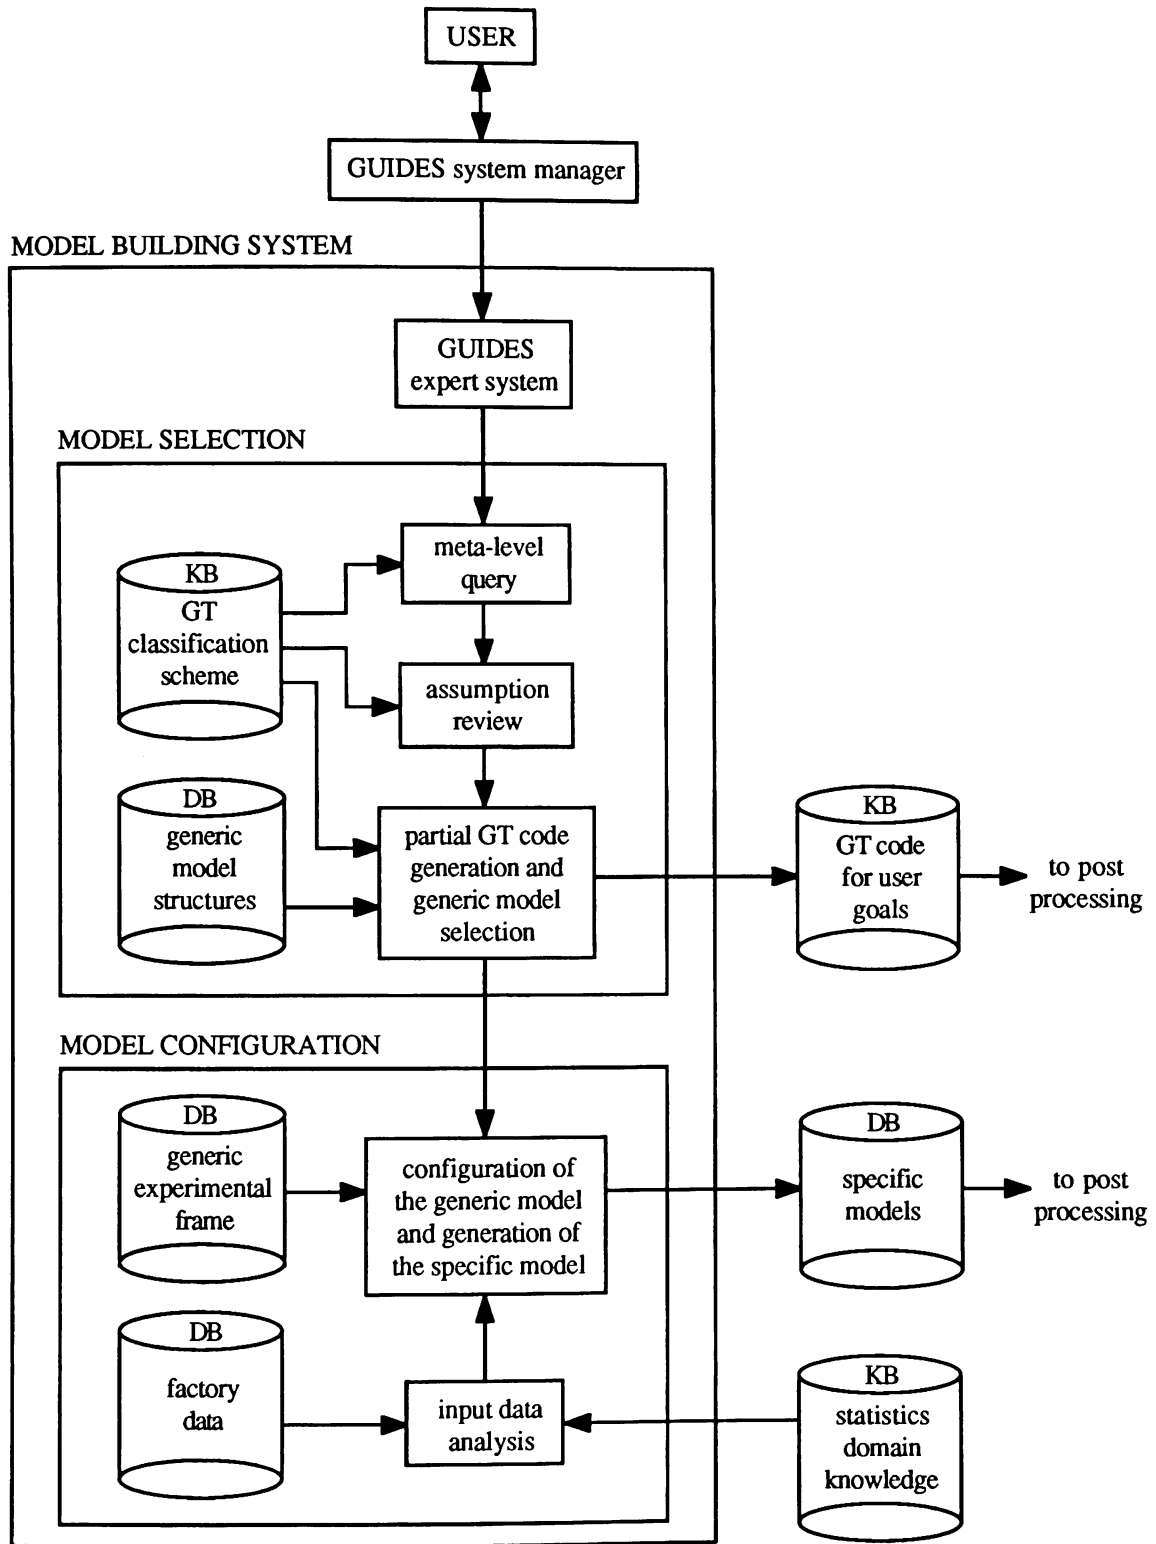 USER
GUIDES system manager
MODEL BUILDING SYSTEM
GUIDES
expert system
MODEL SELECTION
meta-level
query
KB
GT
classification
scheme
assumption
review
DB
generic
model
structures
partial GT code
generation and
generic model
selection
KB
GT code
for user
goals
to post
processing
MODEL CONFIGURATION
DB
generic
experimental
frame
configuration of
the generic model
and generation of
the specific model
DB
specific
models
to post
processing
DB
factory
data
input data
analysis
KB
statistics
domain
knowledge